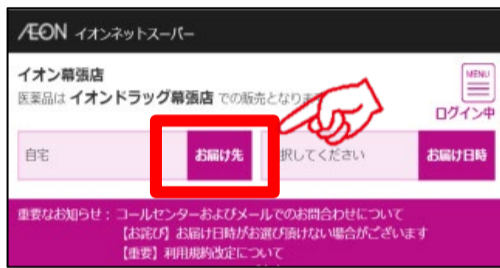 ÆON イオンネットスーパー
イオン幕張店
医薬品は イオンドラッグ幕張店 での販売となりま
MENU
ログイン中
自宅 お届け先 択してください お届け日時
重要なお知らせ：コールセンターおよびメールでのお問合わせについて
【お詫び】お届け日時がお選び頂けない場合がございます
【重要】利用規約改定について